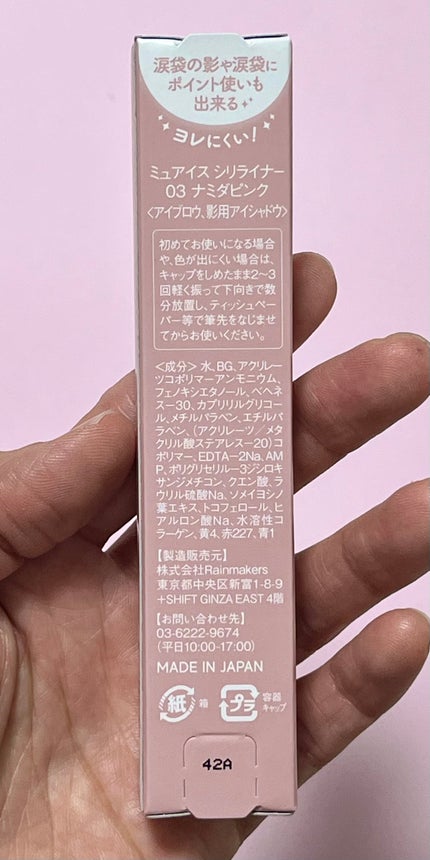 涙袋の影や涙袋に
ポイント使いも
出来る
ヨレにくい!
ミュアイス シリライナー
03 ナミダピンク
〈アイブロウ、影用アイシャドウ〉
初めてお使いになる場合
や、色が出にくい場合は、
キャップをしめたまま2〜3
回軽く振って下向きで数
分放置し、ティッシュペー
パー等で筆先をなじませ
てからお使いください。
〈成分〉水、BG、アクリレー
ツコポリマーアンモニウム、
フェノキシエタノール、ベヘネ
ス−30、カプリリルグリコー
ル、メチルパラベン、エチルパ
ラベン、(アクリレーツ/メタ
クリル酸ステアレス−20)コ
ポリマー、EDTA−2Na、AM
P、ポリグリセリル−3ジシロキ
サンジメチコン、クエン酸、ラ
ウリル硫酸Na、ソメイヨシノ
葉エキス、トコフェロール、ヒ
アルロン酸Na、水溶性コ
ラーゲン、黄4、赤227、青1
【製造販売元】
株式会社Rainmakers
東京都中央区新富1-8-9
+SHIFT GINZA EAST 4階
【お問い合わせ先】
03-6222-9674
(平日10:00-17:00)
MADE IN JAPAN
紙 箱 プラ 容器
キャップ
42A